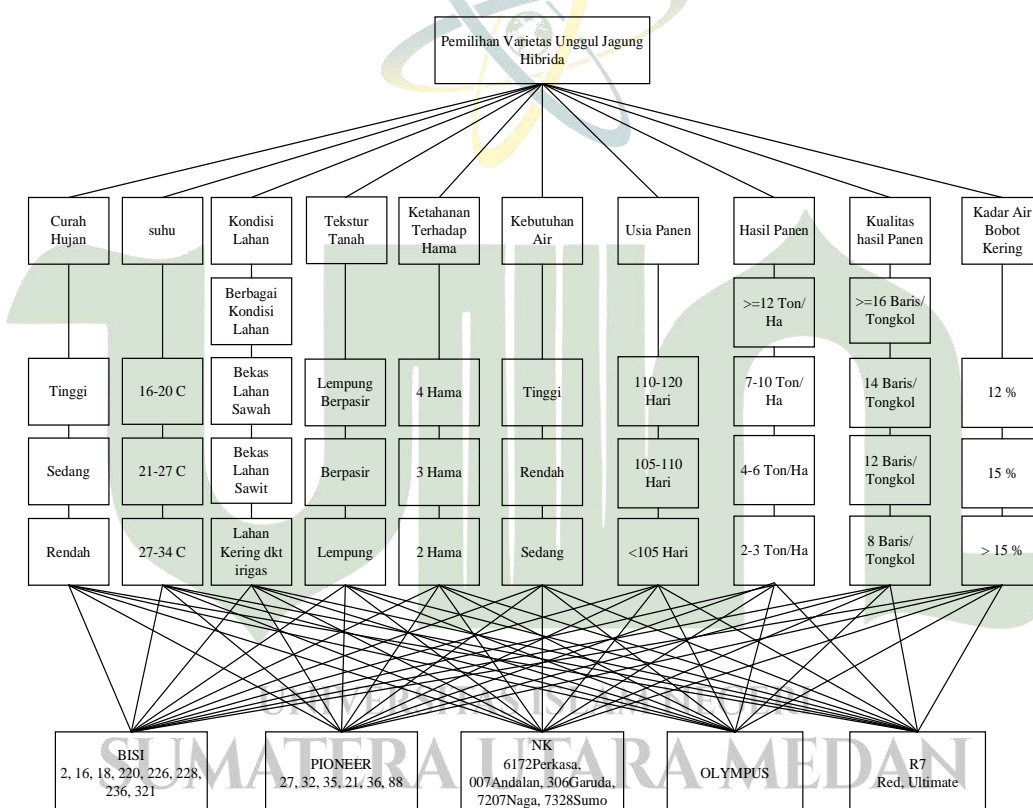 Pemilihan Varietas Unggul Jagung
Hibrida
Curah
Hujan
suhu
Kondisi
Lahan
Tekstur
Tanah
Ketahanan
Terhadap
Hama
Kebutuhan
Air
Usia Panen
Hasil Panen
Kualitas
hasil Panen
Kadar Air
Bobot
Kering
Berbagai
Kondisi
Lahan
>=12 Ton/
Ha
>=16 Baris/
Tongkol
Tinggi
16-20 C
Bekas
Lahan
Sawah
Lempung
Berpasir
4 Hama
Tinggi
110-120
Hari
7-10 Ton/
Ha
14 Baris/
Tongkol
12 %
Sedang
21-27 C
Bekas
Lahan
Sawit
Berpasir
3 Hama
Rendah
105-110
Hari
4-6 Ton/Ha
12 Baris/
Tongkol
15 %
Rendah
27-34 C
Lahan
Kering dkt
irigas
Lempung
2 Hama
Sedang
<105 Hari
2-3 Ton/Ha
8 Baris/
Tongkol
> 15 %
UNIVERSITAS ISLAM NEGERI
SUMATERA UTARA MEDAN
BISI
2, 16, 18, 220, 226, 228,
236, 321
PIONEER
27, 32, 35, 21, 36, 88
NK
6172Perkasa,
007Andalan, 306Garuda,
7207Naga, 7328Sumo
OLYMPUS
R7
Red, Ultimate